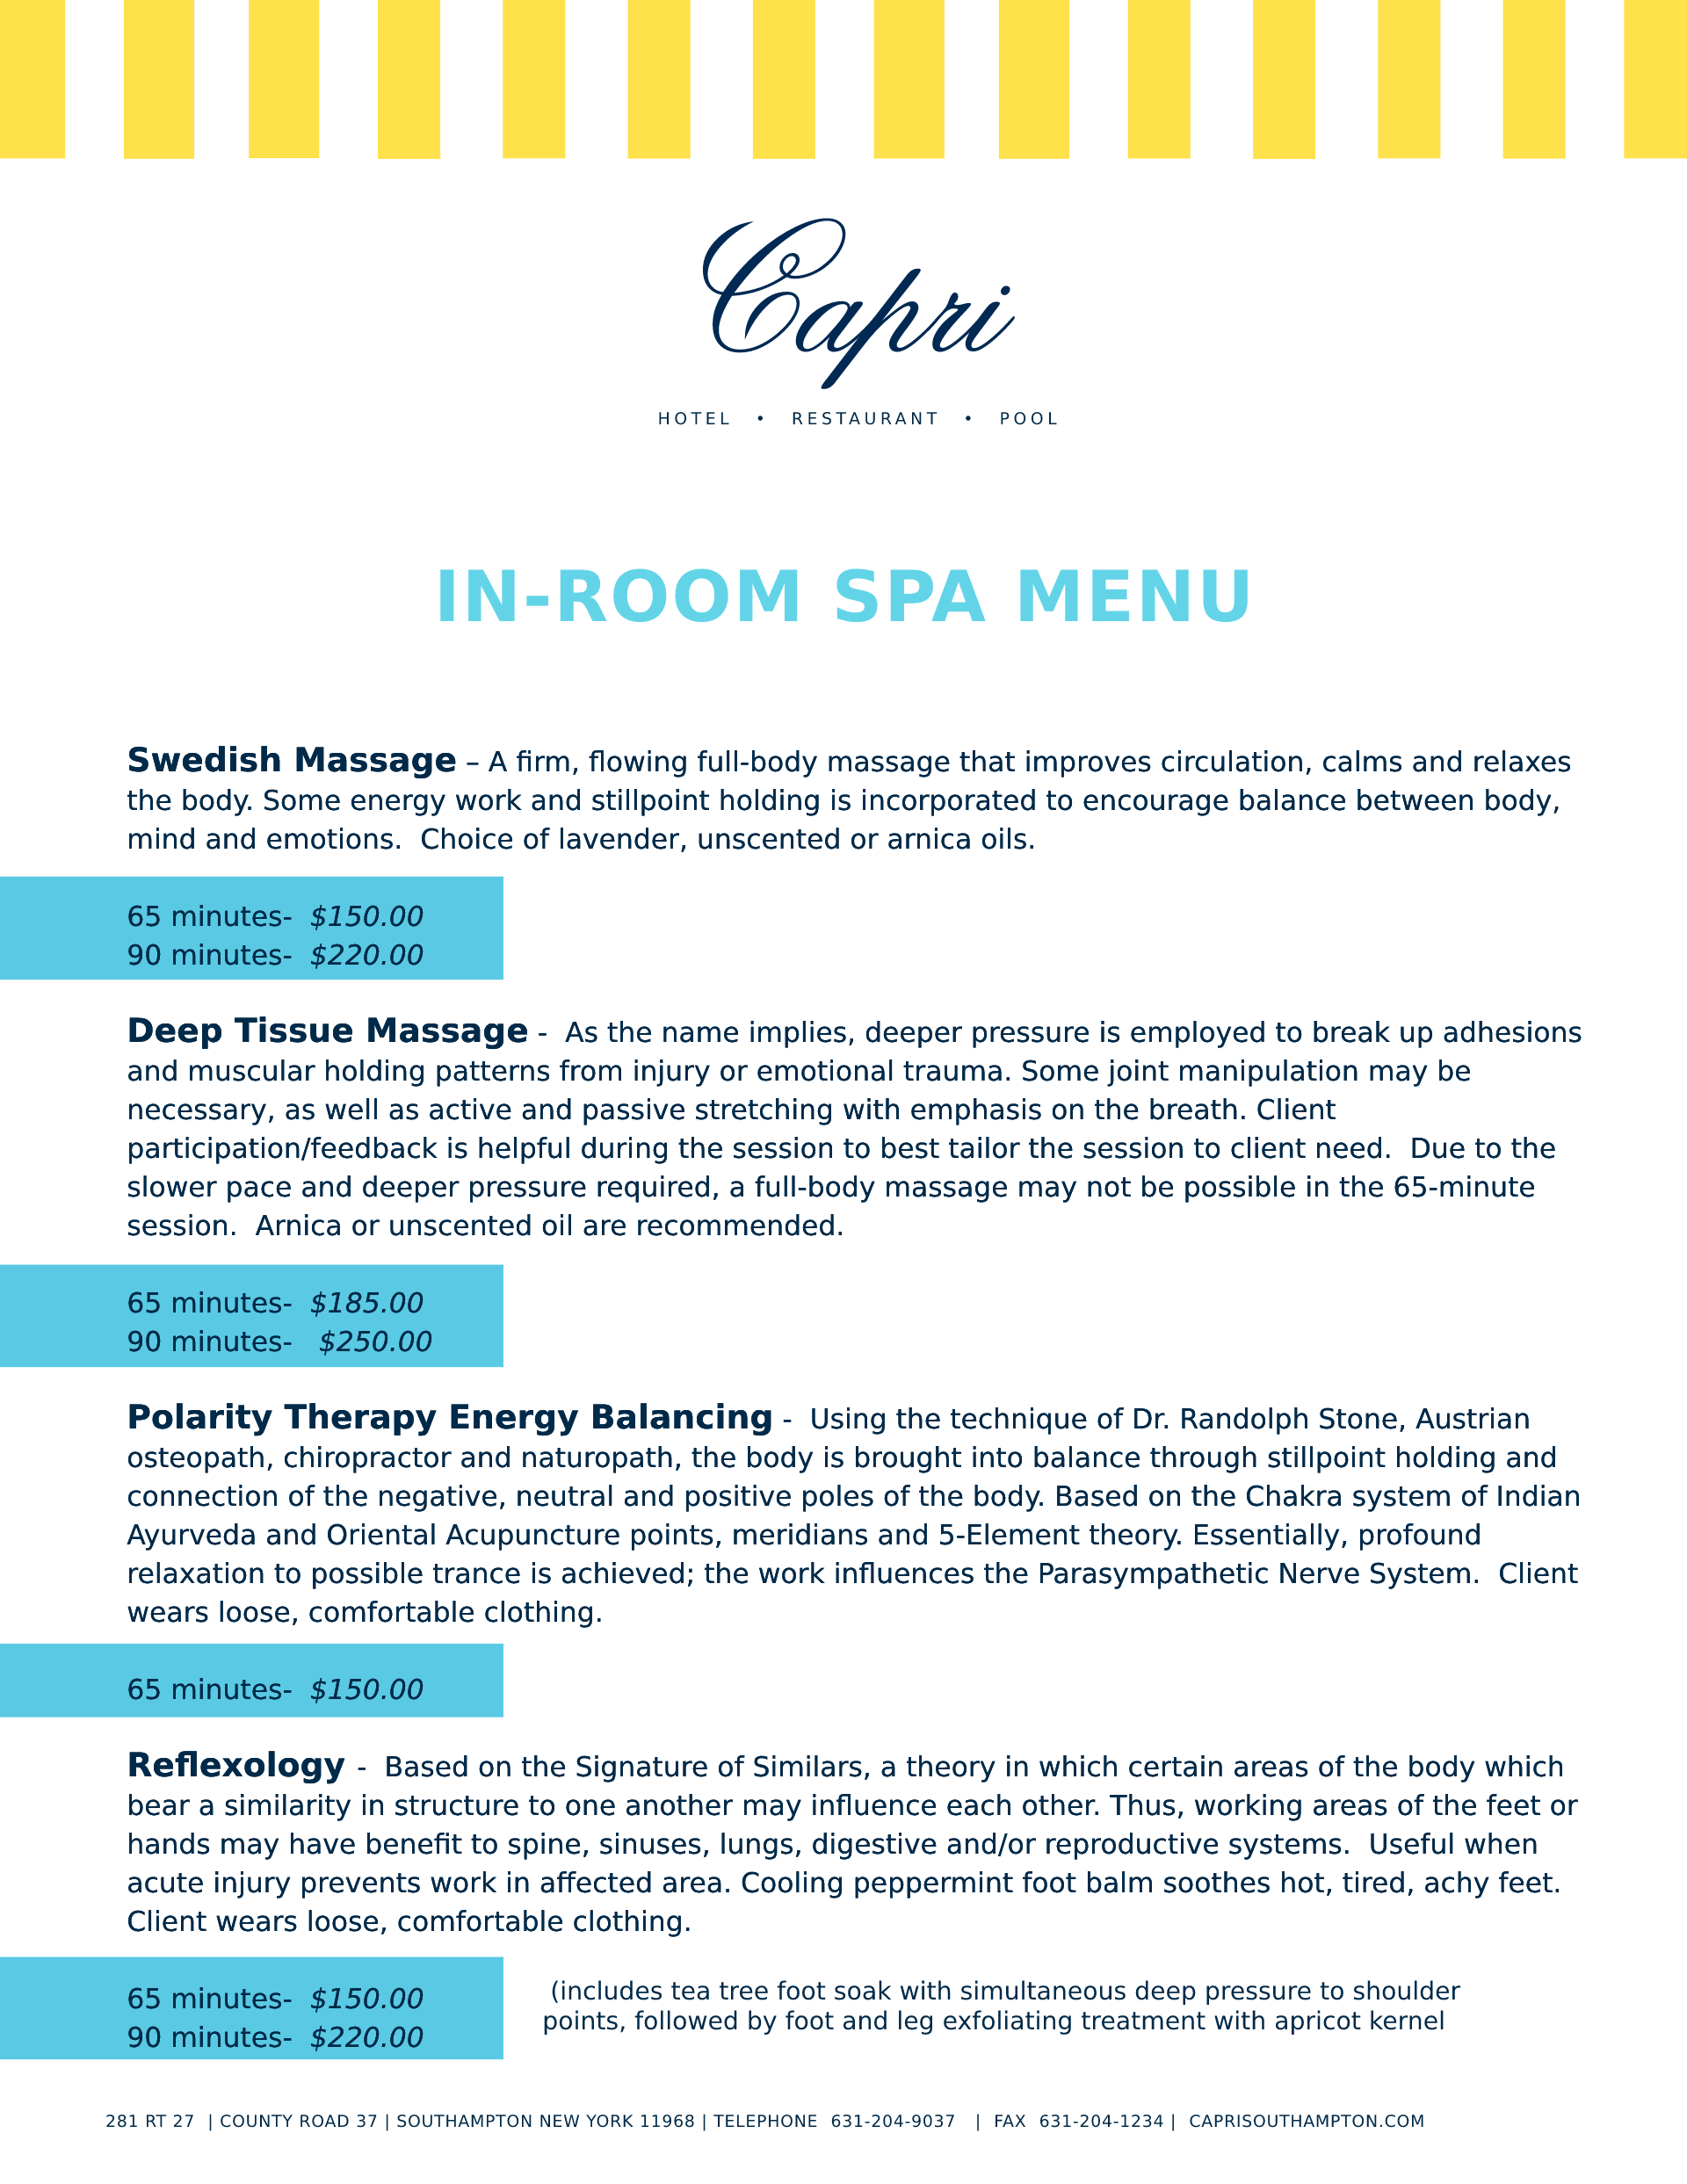 Capri
HOTEL • RESTAURANT • POOL
IN-ROOM SPA MENU
Swedish Massage – A firm, flowing full-body massage that improves circulation, calms and relaxes
the body. Some energy work and stillpoint holding is incorporated to encourage balance between body,
mind and emotions.  Choice of lavender, unscented or arnica oils.
65 minutes-  $150.00
90 minutes-  $220.00
Deep Tissue Massage -  As the name implies, deeper pressure is employed to break up adhesions
and muscular holding patterns from injury or emotional trauma. Some joint manipulation may be
necessary, as well as active and passive stretching with emphasis on the breath. Client
participation/feedback is helpful during the session to best tailor the session to client need.  Due to the
slower pace and deeper pressure required, a full-body massage may not be possible in the 65-minute
session.  Arnica or unscented oil are recommended.
65 minutes-  $185.00
90 minutes-   $250.00
Polarity Therapy Energy Balancing -  Using the technique of Dr. Randolph Stone, Austrian
osteopath, chiropractor and naturopath, the body is brought into balance through stillpoint holding and
connection of the negative, neutral and positive poles of the body. Based on the Chakra system of Indian
Ayurveda and Oriental Acupuncture points, meridians and 5-Element theory. Essentially, profound
relaxation to possible trance is achieved; the work influences the Parasympathetic Nerve System.  Client
wears loose, comfortable clothing.
65 minutes-  $150.00
Reflexology -  Based on the Signature of Similars, a theory in which certain areas of the body which
bear a similarity in structure to one another may influence each other. Thus, working areas of the feet or
hands may have benefit to spine, sinuses, lungs, digestive and/or reproductive systems.  Useful when
acute injury prevents work in affected area. Cooling peppermint foot balm soothes hot, tired, achy feet.
Client wears loose, comfortable clothing.
65 minutes-  $150.00
90 minutes-  $220.00
(includes tea tree foot soak with simultaneous deep pressure to shoulder
points, followed by foot and leg exfoliating treatment with apricot kernel
281 RT 27  | COUNTY ROAD 37 | SOUTHAMPTON NEW YORK 11968 | TELEPHONE  631-204-9037   |  FAX  631-204-1234 |  CAPRISOUTHAMPTON.COM